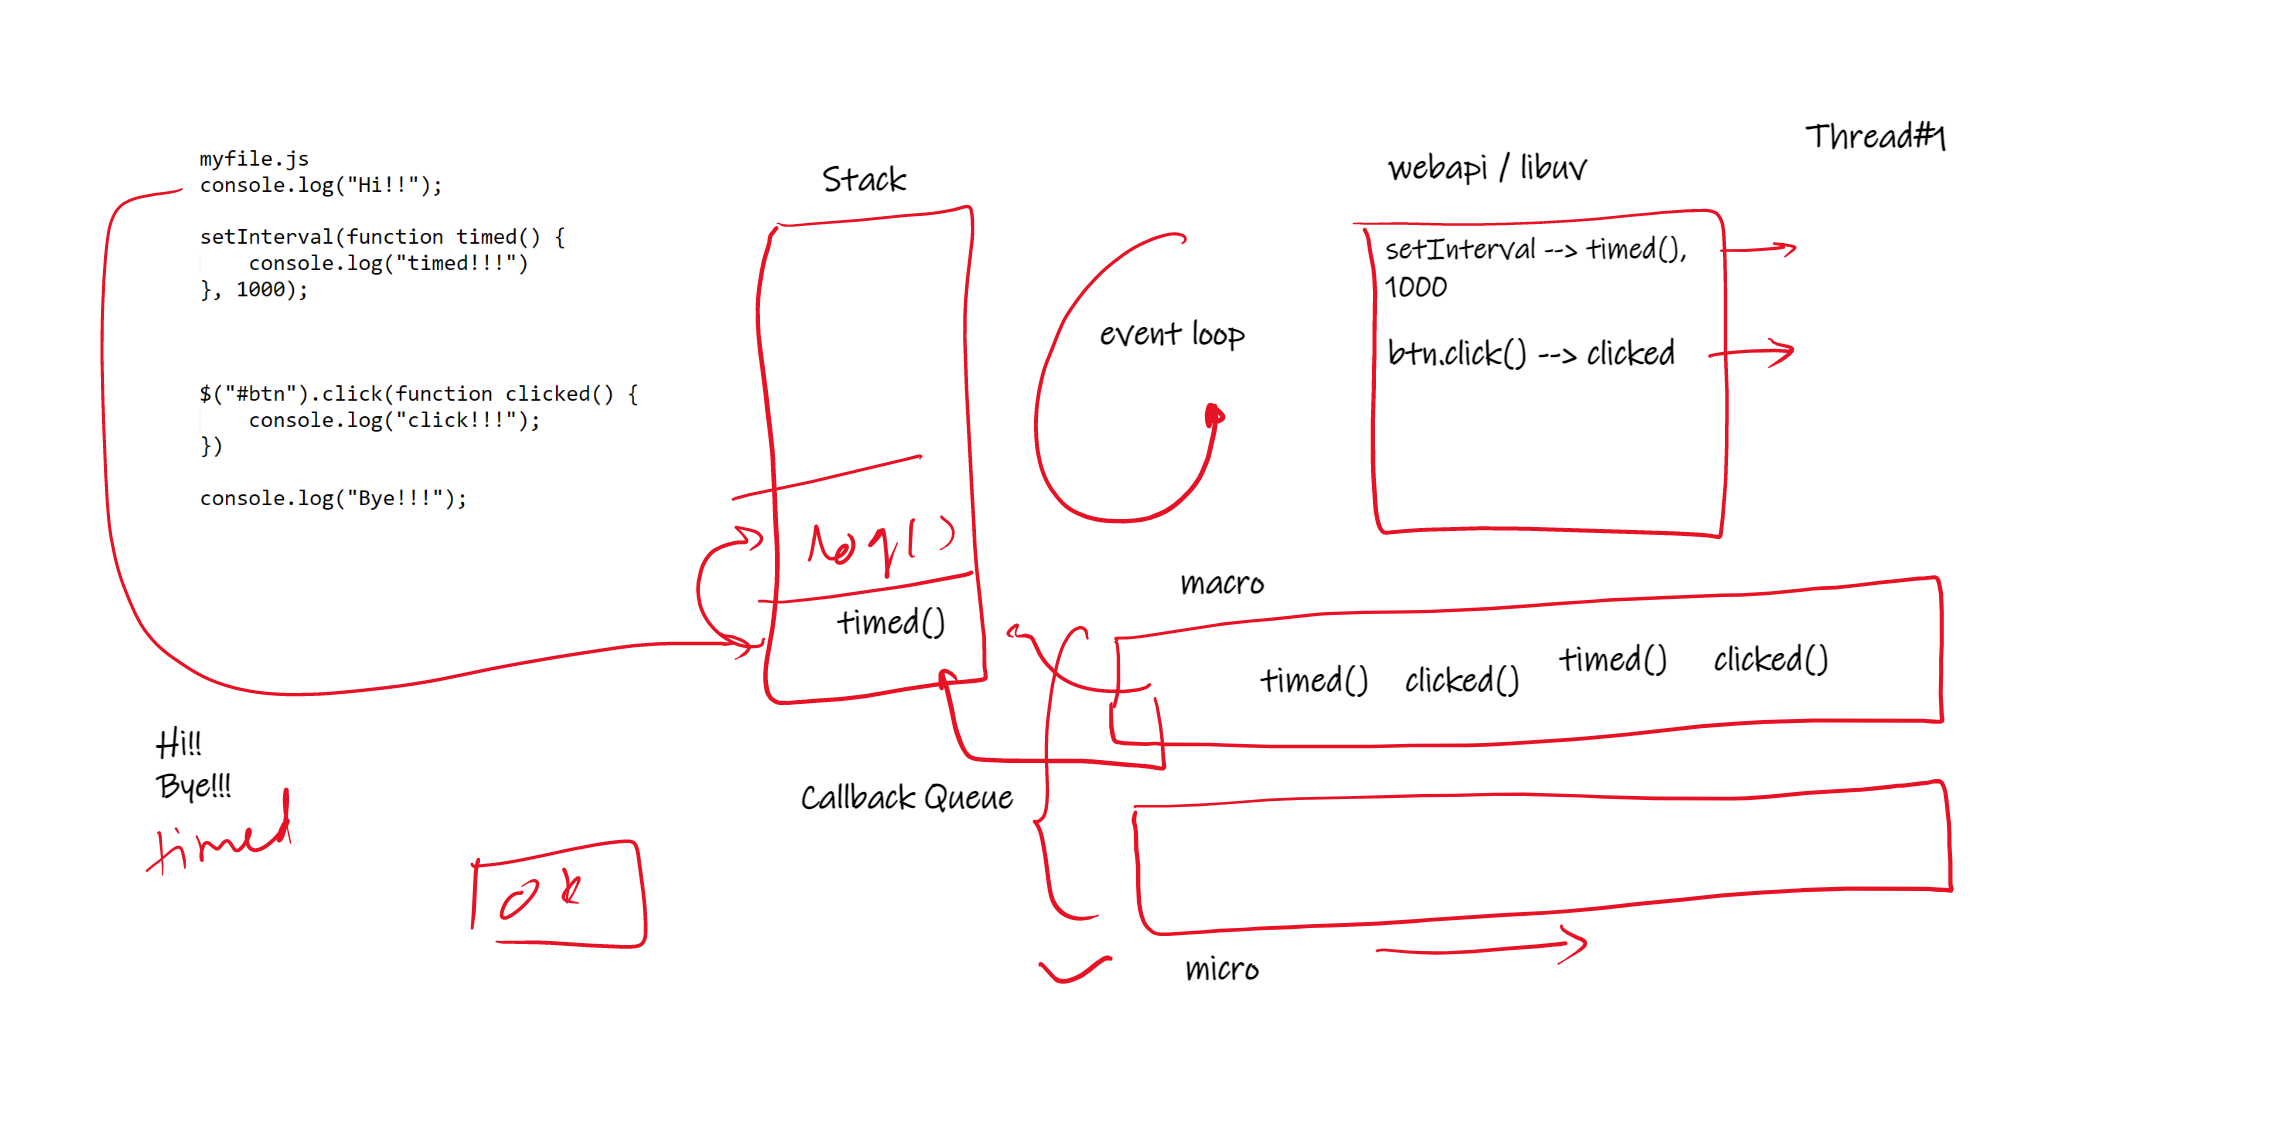 myfile.js
console.log("Hi!!");
setInterval(function timed() {
    console.log("timed!!!")
}, 1000);
$("#btn").click(function clicked() {
    console.log("click!!!");
})
console.log("Bye!!!");
Hi!!
Bye!!!
timed
ok
Stack
log()
timed()
event loop
webapi / libuv
Thread#1
setInterval --> timed(),
1000
btn.click() --> clicked
macro
timed() clicked() timed() clicked()
Callback Queue
micro